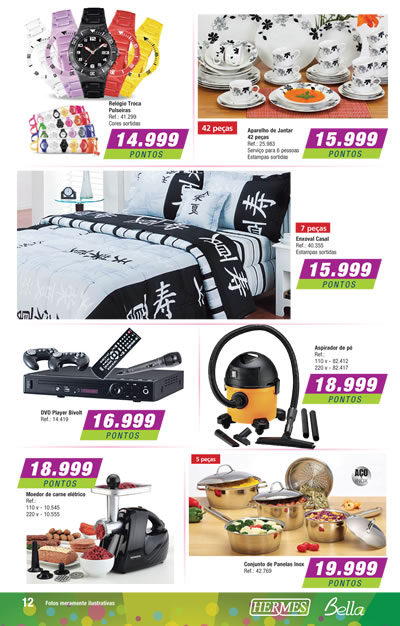 Relógio Troca
Pulseiras
Ref.: 41.299
Cores sortidas
14.999
PONTOS
42 peças
Aparelho de Jantar
42 peças
Ref.: 25.983
Serviço para 6 pessoas
Estampas sortidas
15.999
PONTOS
7 peças
Enxoval Casal
Ref.: 40.355
Estampas sortidas
15.999
PONTOS
DVD Player Bivolt
Ref.: 14.419
16.999
PONTOS
Aspirador de pó
Ref.:
110 v - 82.412
220 v - 82.417
18.999
PONTOS
18.999
PONTOS
Moedor de carne elétrico
Ref.:
110 v - 10.545
220 v - 10.555
5 peças
AÇO
Conjunto de Panelas Inox
Ref.: 42.769
19.999
PONTOS
12
Fotos meramente ilustrativas
HERMES
Bella